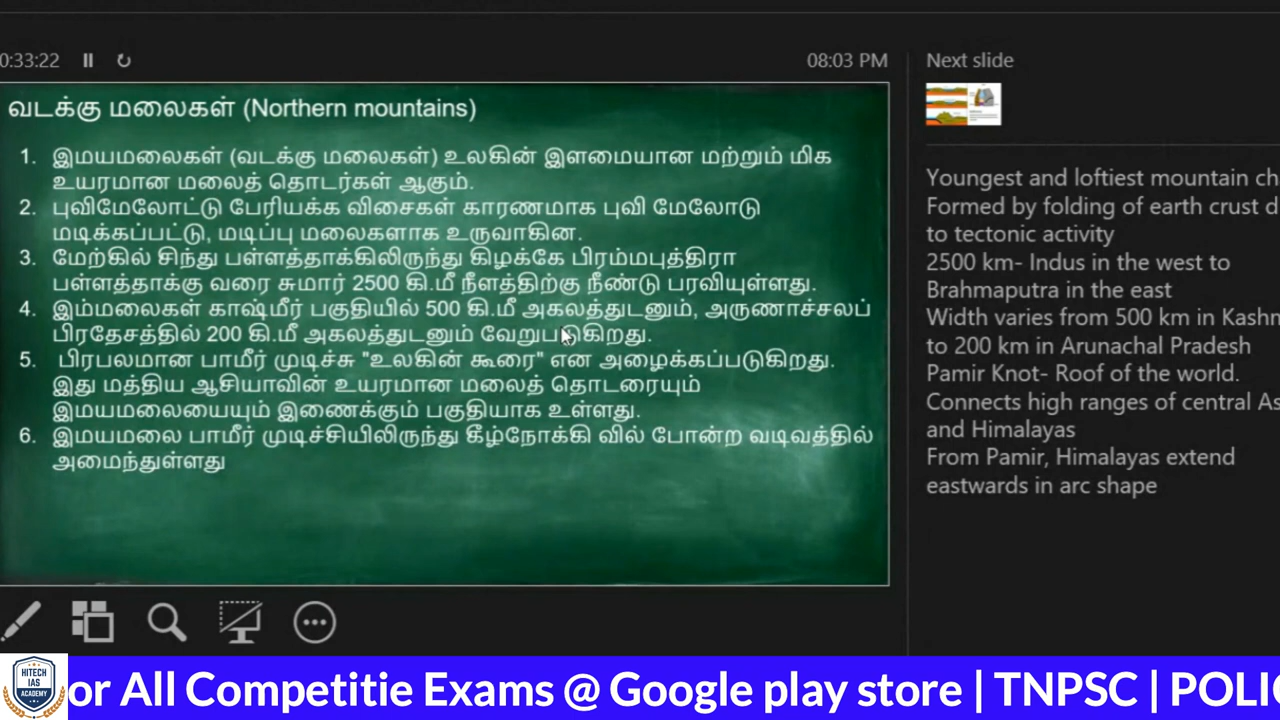 0:33:22
08:03 PM
Next slide
வடக்கு மலைகள் (Northern mountains)
1. இமயமலைகள் (வடக்கு மலைகள்) உலகின் இளமையான மற்றும் மிக
உயரமான மலைத் தொடர்கள் ஆகும்.
2. புவிமேலோட்டு பேரியக்க விசைகள் காரணமாக புவி மேலோடு
மடிக்கப்பட்டு, மடிப்பு மலைகளாக உருவாகின.
3. மேற்கில் சிந்து பள்ளத்தாக்கிலிருந்து கிழக்கே பிரம்மபுத்திரா
பள்ளத்தாக்கு வரை சுமார் 2500 கி.மீ நீளத்திற்கு நீண்டு பரவியுள்ளது.
4. இம்மலைகள் காஷ்மீர் பகுதியில் 500 கி.மீ அகலத்துடனும், அருணாச்சலப்
பிரதேசத்தில் 200 கி.மீ அகலத்துடனும் வேறுபடுகிறது.
5. பிரபலமான பாமீர் முடிச்சு "உலகின் கூரை" என அழைக்கப்படுகிறது.
இது மத்திய ஆசியாவின் உயரமான மலைத் தொடரையும்
இமயமலையையும் இணைக்கும் பகுதியாக உள்ளது.
6. இமயமலை பாமீர் முடிச்சியிலிருந்து கீழ்நோக்கி வில் போன்ற வடிவத்தில்
அமைந்துள்ளது
Youngest and loftiest mountain ch
Formed by folding of earth crust d
to tectonic activity
2500 km- Indus in the west to
Brahmaputra in the east
Width varies from 500 km in Kashm
to 200 km in Arunachal Pradesh
Pamir Knot- Roof of the world.
Connects high ranges of central As
and Himalayas
From Pamir, Himalayas extend
eastwards in arc shape
HITECH
IAS
ACADEMY
or All Competitie Exams @ Google play store | TNPSC | POLIC